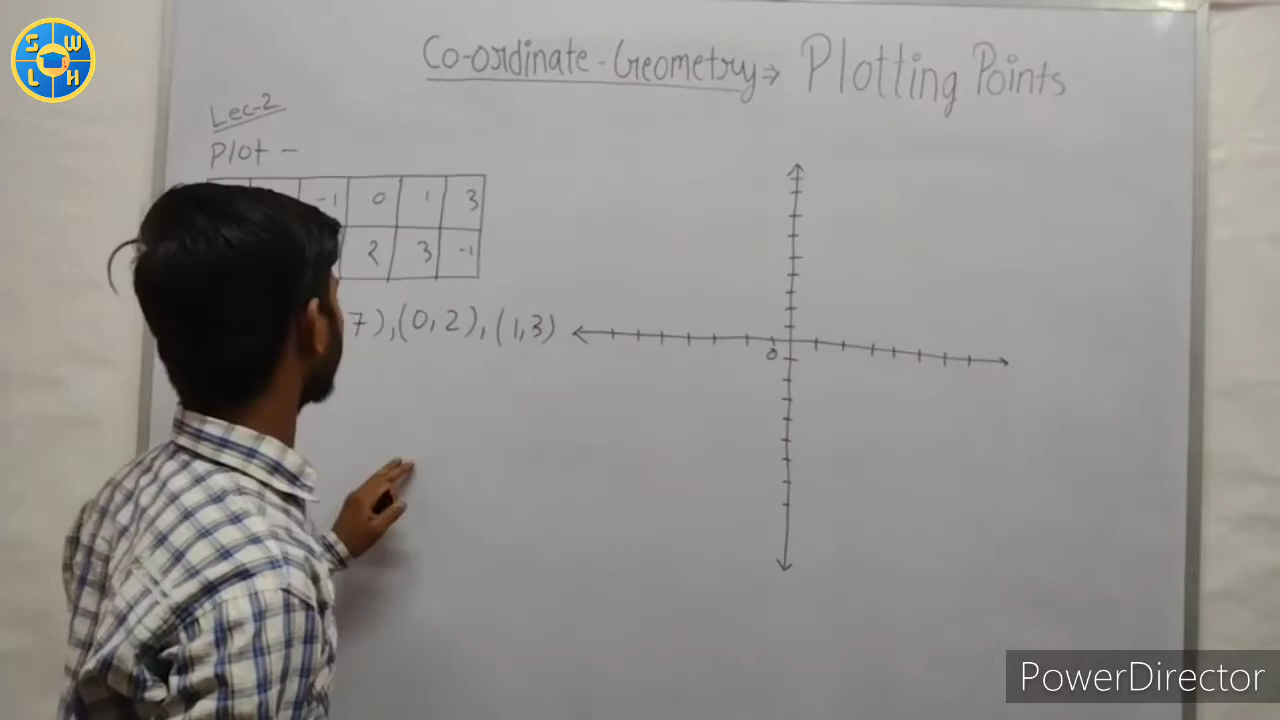 S W
L H
Co-ordinate-Geometry ⇒ Plotting Points
Lec-2
Plot -
-1 0 1 3
2 3 -1
7), (0, 2), (1, 3)
0
PowerDirector